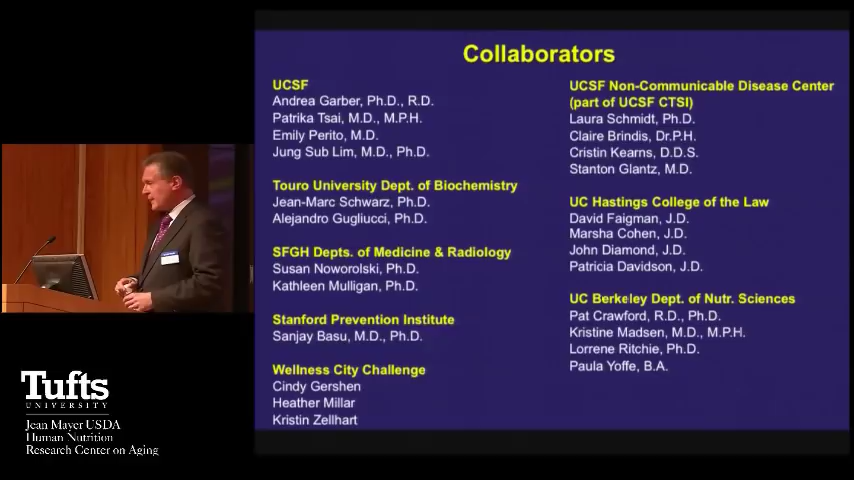 Collaborators
UCSF
Andrea Garber, Ph.D., R.D.
Patrika Tsai, M.D., M.P.H.
Emily Perito, M.D.
Jung Sub Lim, M.D., Ph.D.
Touro University Dept. of Biochemistry
Jean-Marc Schwarz, Ph.D.
Alejandro Gugliucci, Ph.D.
SFGH Depts. of Medicine & Radiology
Susan Noworolski, Ph.D.
Kathleen Mulligan, Ph.D.
Stanford Prevention Institute
Sanjay Basu, M.D., Ph.D.
Wellness City Challenge
Cindy Gershen
Heather Millar
Kristin Zellhart
UCSF Non-Communicable Disease Center
(part of UCSF CTSI)
Laura Schmidt, Ph.D.
Claire Brindis, Dr.P.H.
Cristin Kearns, D.D.S.
Stanton Glantz, M.D.
UC Hastings College of the Law
David Faigman, J.D.
Marsha Cohen, J.D.
John Diamond, J.D.
Patricia Davidson, J.D.
UC Berkeley Dept. of Nutr. Sciences
Pat Crawford, R.D., Ph.D.
Kristine Madsen, M.D., M.P.H.
Lorrene Ritchie, Ph.D.
Paula Yoffe, B.A.
Tufts
UNIVERSITY
Jean Mayer USDA
Human Nutrition
Research Center on Aging